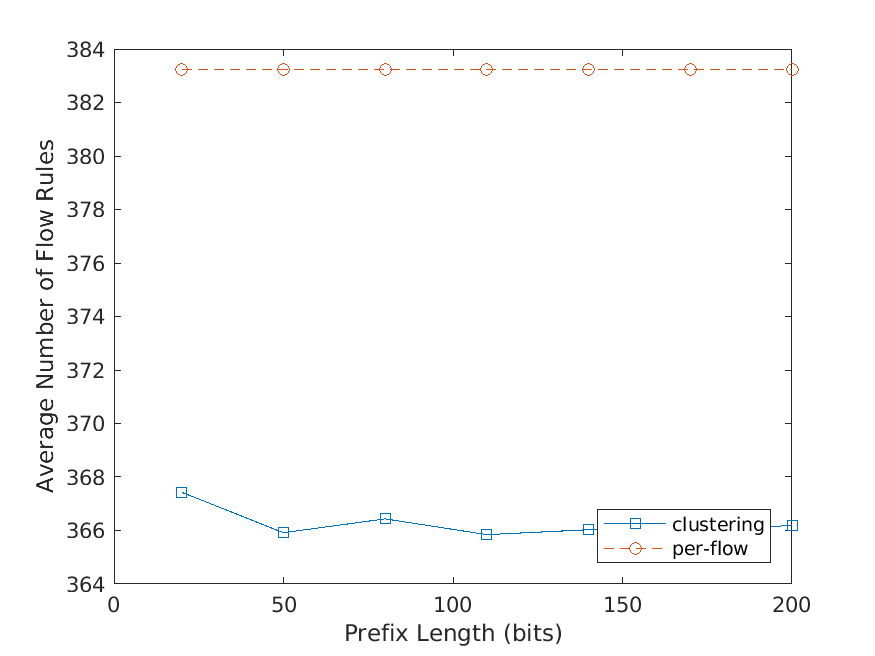 384
382
380
378
376
374
372
370
368
366
364
Average Number of Flow Rules
0 50 100 150 200
Prefix Length (bits)
clustering
per-flow